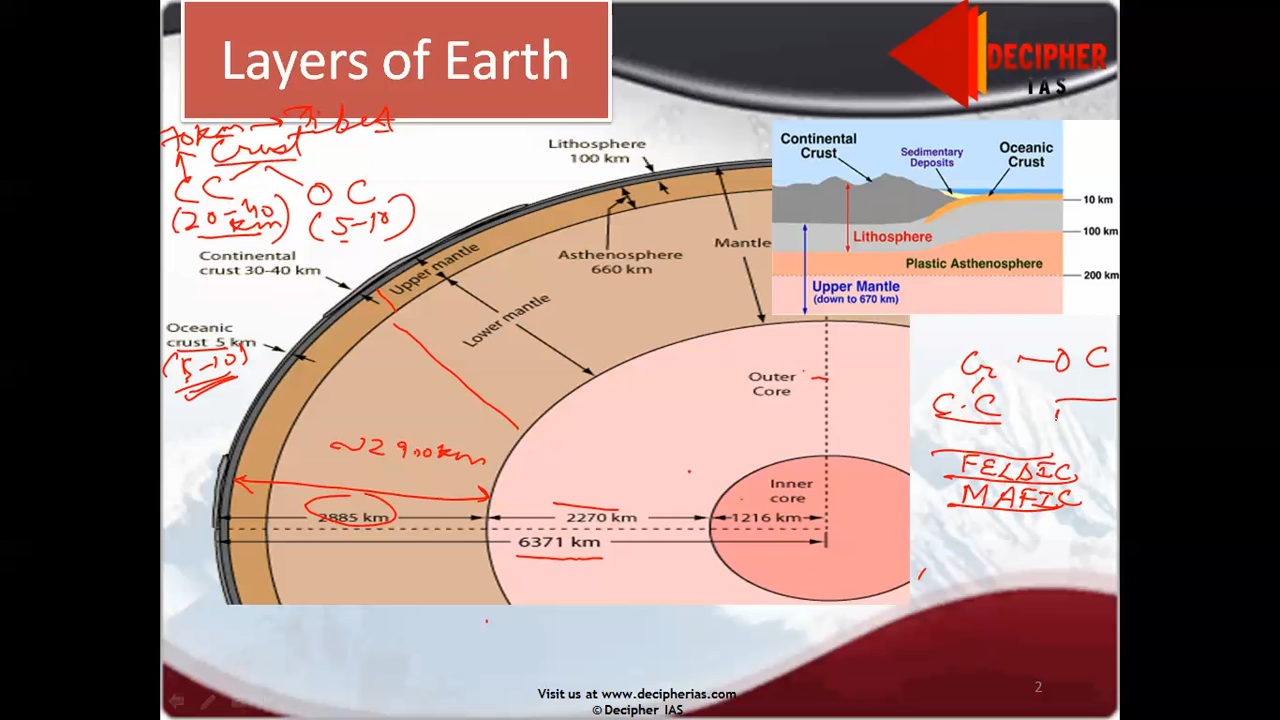 Layers of Earth
DECIPHER
IAS
70km → Tibet
Crust
CC
OC
(20-40
km)
(5-10)
Lithosphere
100 km
Continental
crust 30-40 km
Oceanic
crust 5 km
(5-10)
Upper mantle
Lower mantle
Asthenosphere
660 km
Mantle
Continental
Crust
Sedimentary
Deposits
Oceanic
Crust
10 km
Lithosphere
100 km
Plastic Asthenosphere
200 km
Upper Mantle
(down to 670 km)
Outer
Core
Inner
core
~2900km
2885 km
2270 km
1216 km
6371 km
OC
C.C
FELSIC
MAFIC
2
Visit us at www.decipherias.com
© Decipher IAS